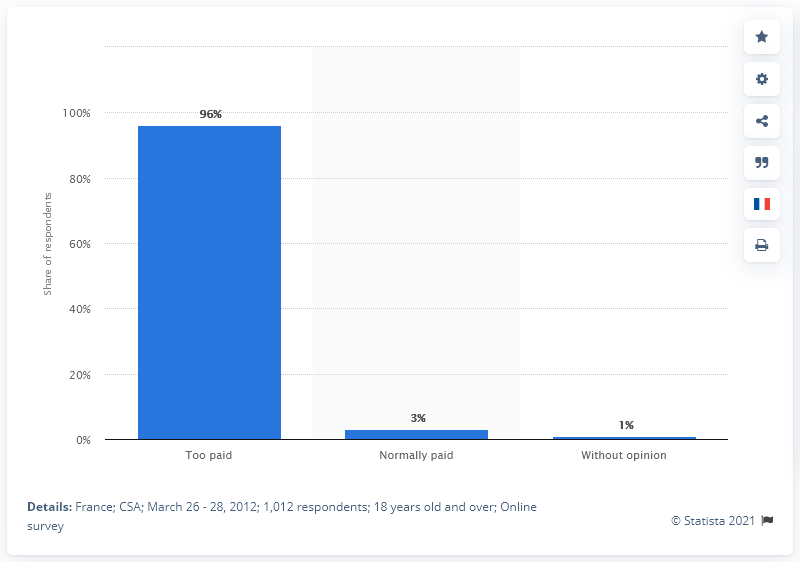 96%
100%
80%
60%
40%
20%
0%
Share of respondents
3%
1%
Too paid
Normally paid
Without opinion
Details: France; CSA; March 26 - 28, 2012; 1,012 respondents; 18 years old and over; Online
survey
© Statista 2021